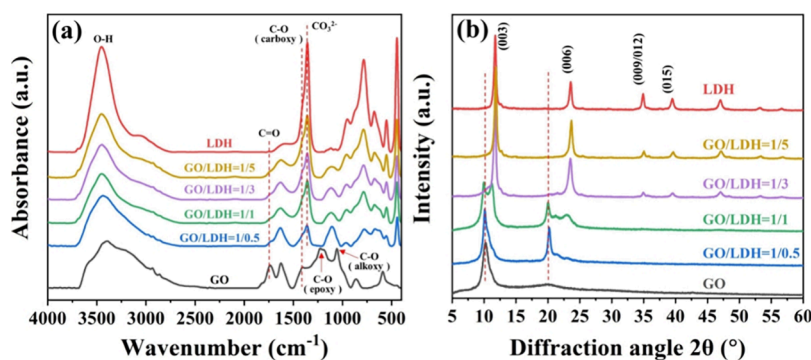 (a)
O-H
C-O
( carboxy )
CO₃²⁻
C=O
LDH
GO/LDH=1/5
GO/LDH=1/3
GO/LDH=1/1
GO/LDH=1/0.5
GO
C-O
( epoxy )
C-O
( alkoxy )
Absorbance (a.u.)
4000 3500 3000 2500 2000 1500 1000 500
Wavenumber (cm⁻¹)
(b)
(003)
(006)
(009/012)
(015)
LDH
GO/LDH=1/5
GO/LDH=1/3
GO/LDH=1/1
GO/LDH=1/0.5
GO
Intensity (a.u.)
5 10 15 20 25 30 35 40 45 50 55 60
Diffraction angle 2θ (°)